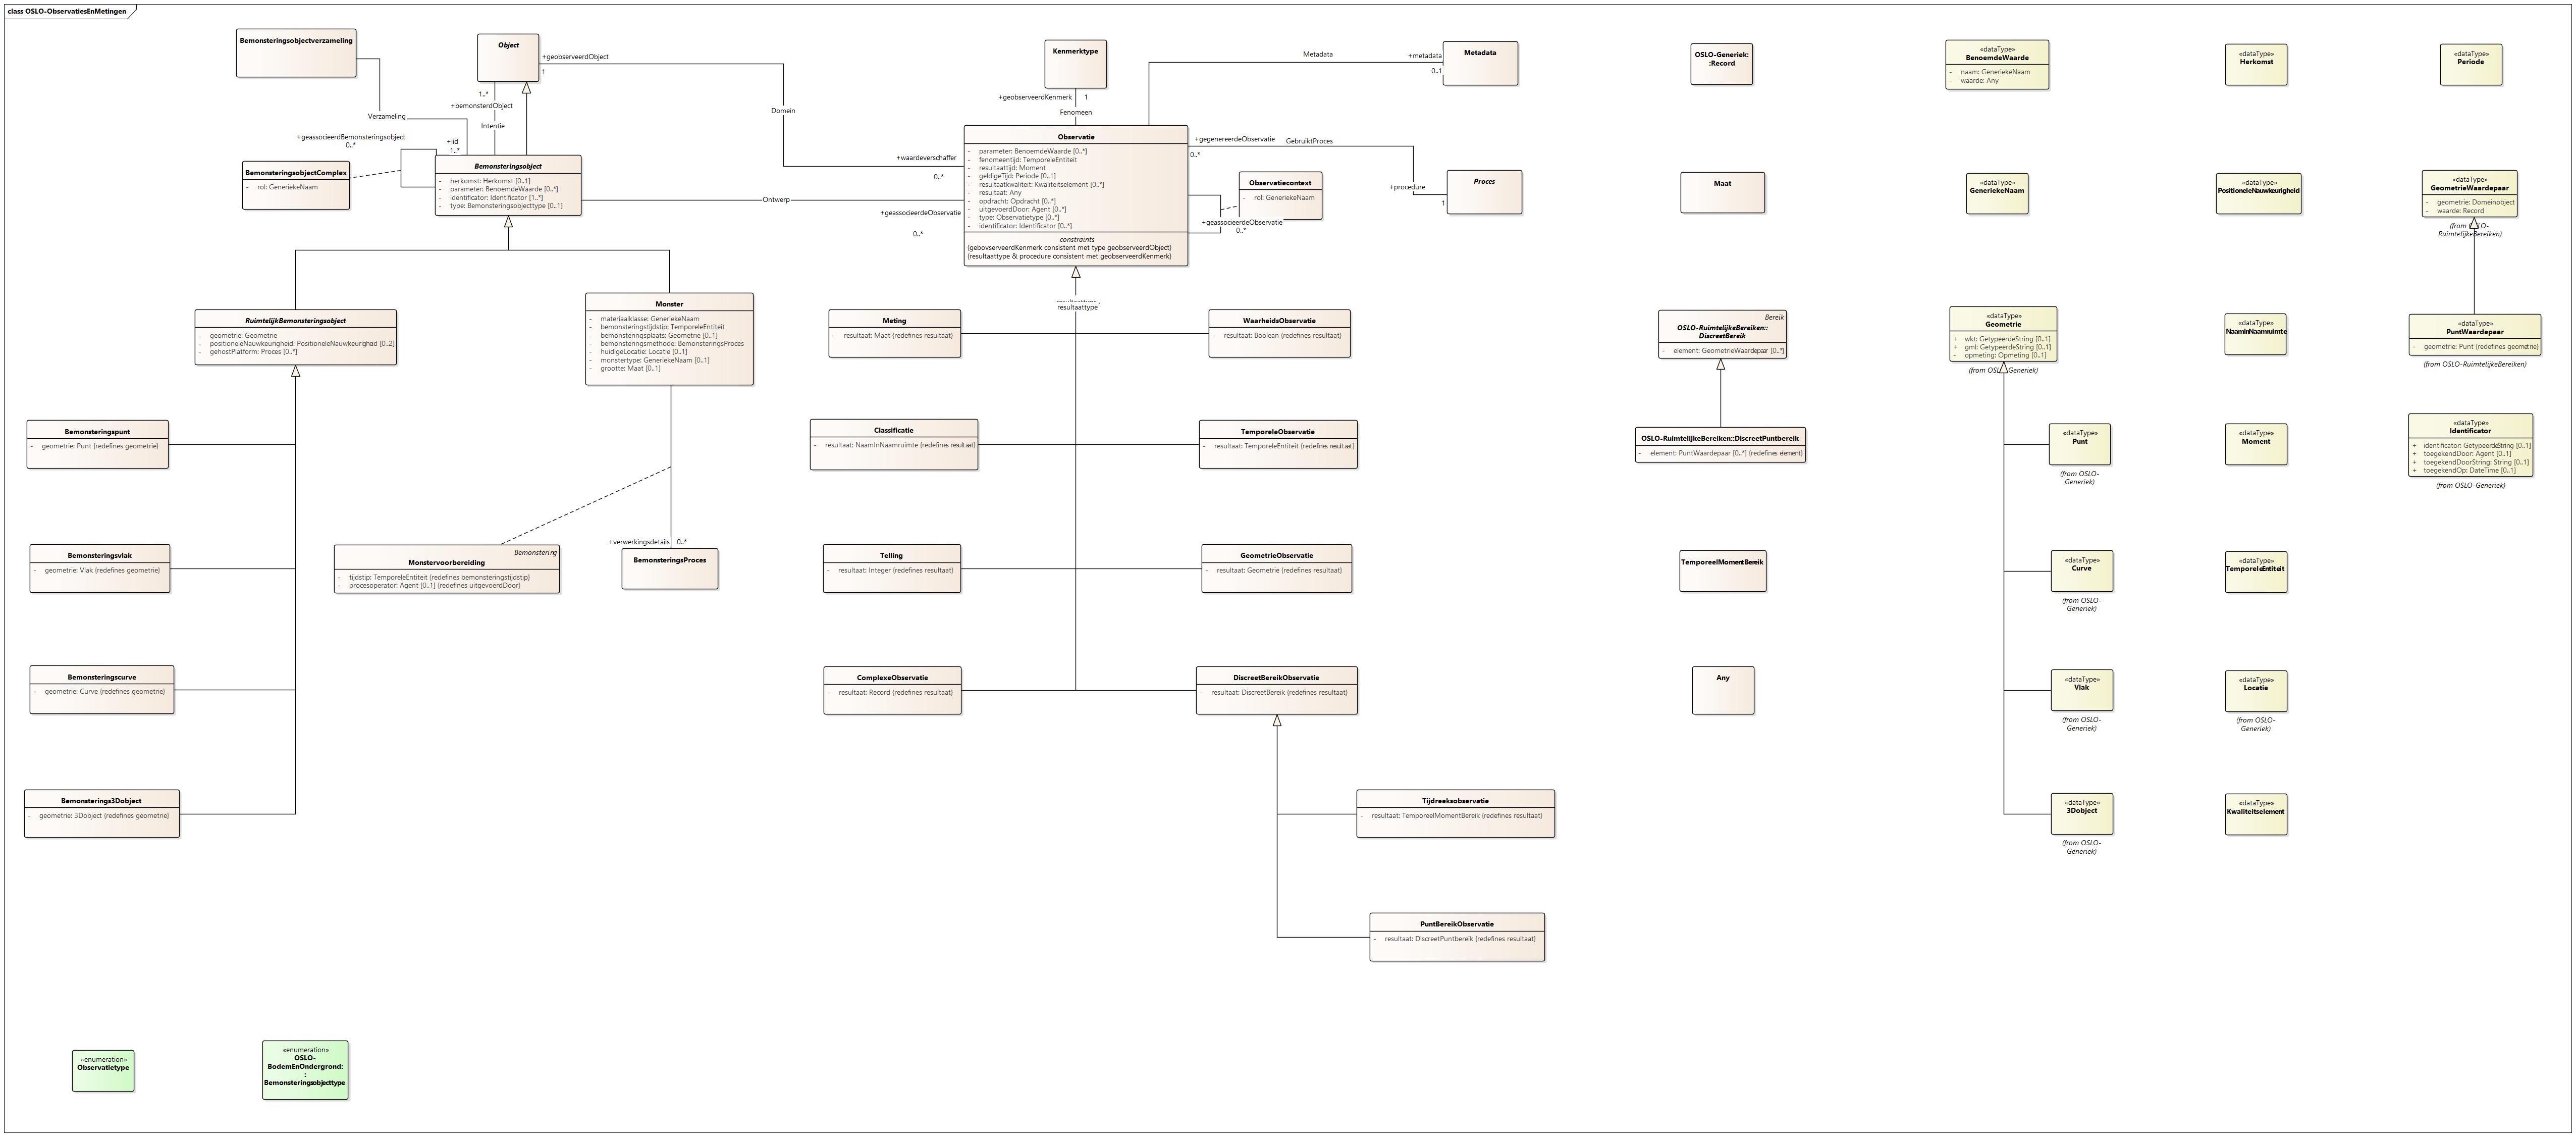 class OSLO-ObservatiesEnMetingen
Bemonsteringsobjectverzameling
Object
+geobserveerdObject
1
1..*
+bemonsterdObject
Intentie
Verzameling
+geassocieerdBemonsteringsobject
0..*
+lid
1..*
Domein
+waardeverschaffer
0..*
BemonsteringsobjectComplex
- rol: GeneriekeNaam
Bemonsteringsobject
- herkomst: Herkomst [0..1]
- parameter: BenoemdeWaarde [0..*]
- identificator: Identificator [1..*]
- type: Bemonsteringsobjecttype [0..1]
Ontwerp
+geassocieerdeObservatie
0..*
Kenmerktype
+geobserveerdKenmerk
1
Fenomeen
Metadata
+metadata
0..1
Metadata
Observatie
- parameter: BenoemdeWaarde [0..*]
- fenomeentijd: TemporeleEntiteit
- resultaattijd: Moment
- geldigeTijd: Periode [0..1]
- resultaatkwaliteit: Kwaliteitselement [0..*]
- resultaat: Any
- opdracht: Opdracht [0..*]
- uitgevoerdDoor: Agent [0..*]
- type: Observatietype [0..*]
- identificator: Identificator [0..*]
constraints
{gebovserveerdKenmerk consistent met type geobserveerdObject}
{resultaattype & procedure consistent met geobserveerdKenmerk}
+gegenereerdeObservatie
0..*
GebruiktProces
+procedure
1
Proces
Observatiecontext
- rol: GeneriekeNaam
+geassocieerdeObservatie
0..*
resultaattype
RuimtelijkBemonsteringsobject
- geometrie: Geometrie
- positioneleNauwkeurigheid: PositioneleNauwkeurigheid [0..2]
- gehostPlatform: Proces [0..*]
Monster
- materiaalklasse: GeneriekeNaam
- bemonsteringstijdstip: TemporeleEntiteit
- bemonsteringsplaats: Geometrie [0..1]
- bemonsteringsmethode: BemonsteringsProces
- huidigeLocatie: Locatie [0..1]
- monstertype: GeneriekeNaam [0..1]
- grootte: Maat [0..1]
Bemonsteringspunt
- geometrie: Punt {redefines geometrie}
Bemonsteringsvlak
- geometrie: Vlak {redefines geometrie}
Bemonsteringscurve
- geometrie: Curve {redefines geometrie}
Bemonsterings3Dobject
- geometrie: 3Dobject {redefines geometrie}
Bemonstering
Monstervoorbereiding
- tijdstip: TemporeleEntiteit {redefines bemonsteringstijdstip}
- procesoperator: Agent [0..1] {redefines uitgevoerdDoor}
+verwerkingsdetails
0..*
BemonsteringsProces
Meting
- resultaat: Maat {redefines resultaat}
WaarheidsObservatie
- resultaat: Boolean {redefines resultaat}
Classificatie
- resultaat: NaamInNaamruimte {redefines resultaat}
TemporeleObservatie
- resultaat: TemporeleEntiteit {redefines resultaat}
Telling
- resultaat: Integer {redefines resultaat}
GeometrieObservatie
- resultaat: Geometrie {redefines resultaat}
ComplexeObservatie
- resultaat: Record {redefines resultaat}
DiscreetBereikObservatie
- resultaat: DiscreetBereik {redefines resultaat}
Tijdreeksobservatie
- resultaat: TemporeelMomentBereik {redefines resultaat}
PuntBereikObservatie
- resultaat: DiscreetPuntbereik {redefines resultaat}
OSLO-Generiek:
:Record
Maat
Bereik
OSLO-RuimtelijkeBereiken::
DiscreetBereik
- element: GeometrieWaardepaar [0..*]
OSLO-RuimtelijkeBereiken::DiscreetPuntbereik
- element: PuntWaardepaar [0..*] {redefines element}
TemporeelMomentBereik
Any
«dataType»
BenoemdeWaarde
- naam: GeneriekeNaam
- waarde: Any
«dataType»
Herkomst
«dataType»
Periode
«dataType»
GeneriekeNaam
«dataType»
PositioneleNauwkeurigheid
«dataType»
GeometrieWaardepaar
- geometrie: Domeinobject
- waarde: Record
(from OSLO-
RuimtelijkeBereiken)
«dataType»
Geometrie
+ wkt: GetypeerdeString [0..1]
+ gml: GetypeerdeString [0..1]
- opmeting: Opmeting [0..1]
(from OSLO-Generiek)
«dataType»
NaamInNaamruimte
«dataType»
PuntWaardepaar
- geometrie: Punt {redefines geometrie}
(from OSLO-RuimtelijkeBereiken)
«dataType»
Punt
(from OSLO-
Generiek)
«dataType»
Moment
«dataType»
Identificator
+ identificator: GetypeerdeString [0..1]
+ toegekendDoor: Agent [0..1]
+ toegekendDoorString: String [0..1]
+ toegekendOp: DateTime [0..1]
(from OSLO-Generiek)
«dataType»
Curve
(from OSLO-
Generiek)
«dataType»
TemporeleEntiteit
«dataType»
Vlak
(from OSLO-
Generiek)
«dataType»
Locatie
(from OSLO-
Generiek)
«dataType»
3Dobject
(from OSLO-
Generiek)
«dataType»
Kwaliteitselement
«enumeration»
Observatietype
«enumeration»
OSLO-
BodemEnOndergrond:
:
Bemonsteringsobjecttype